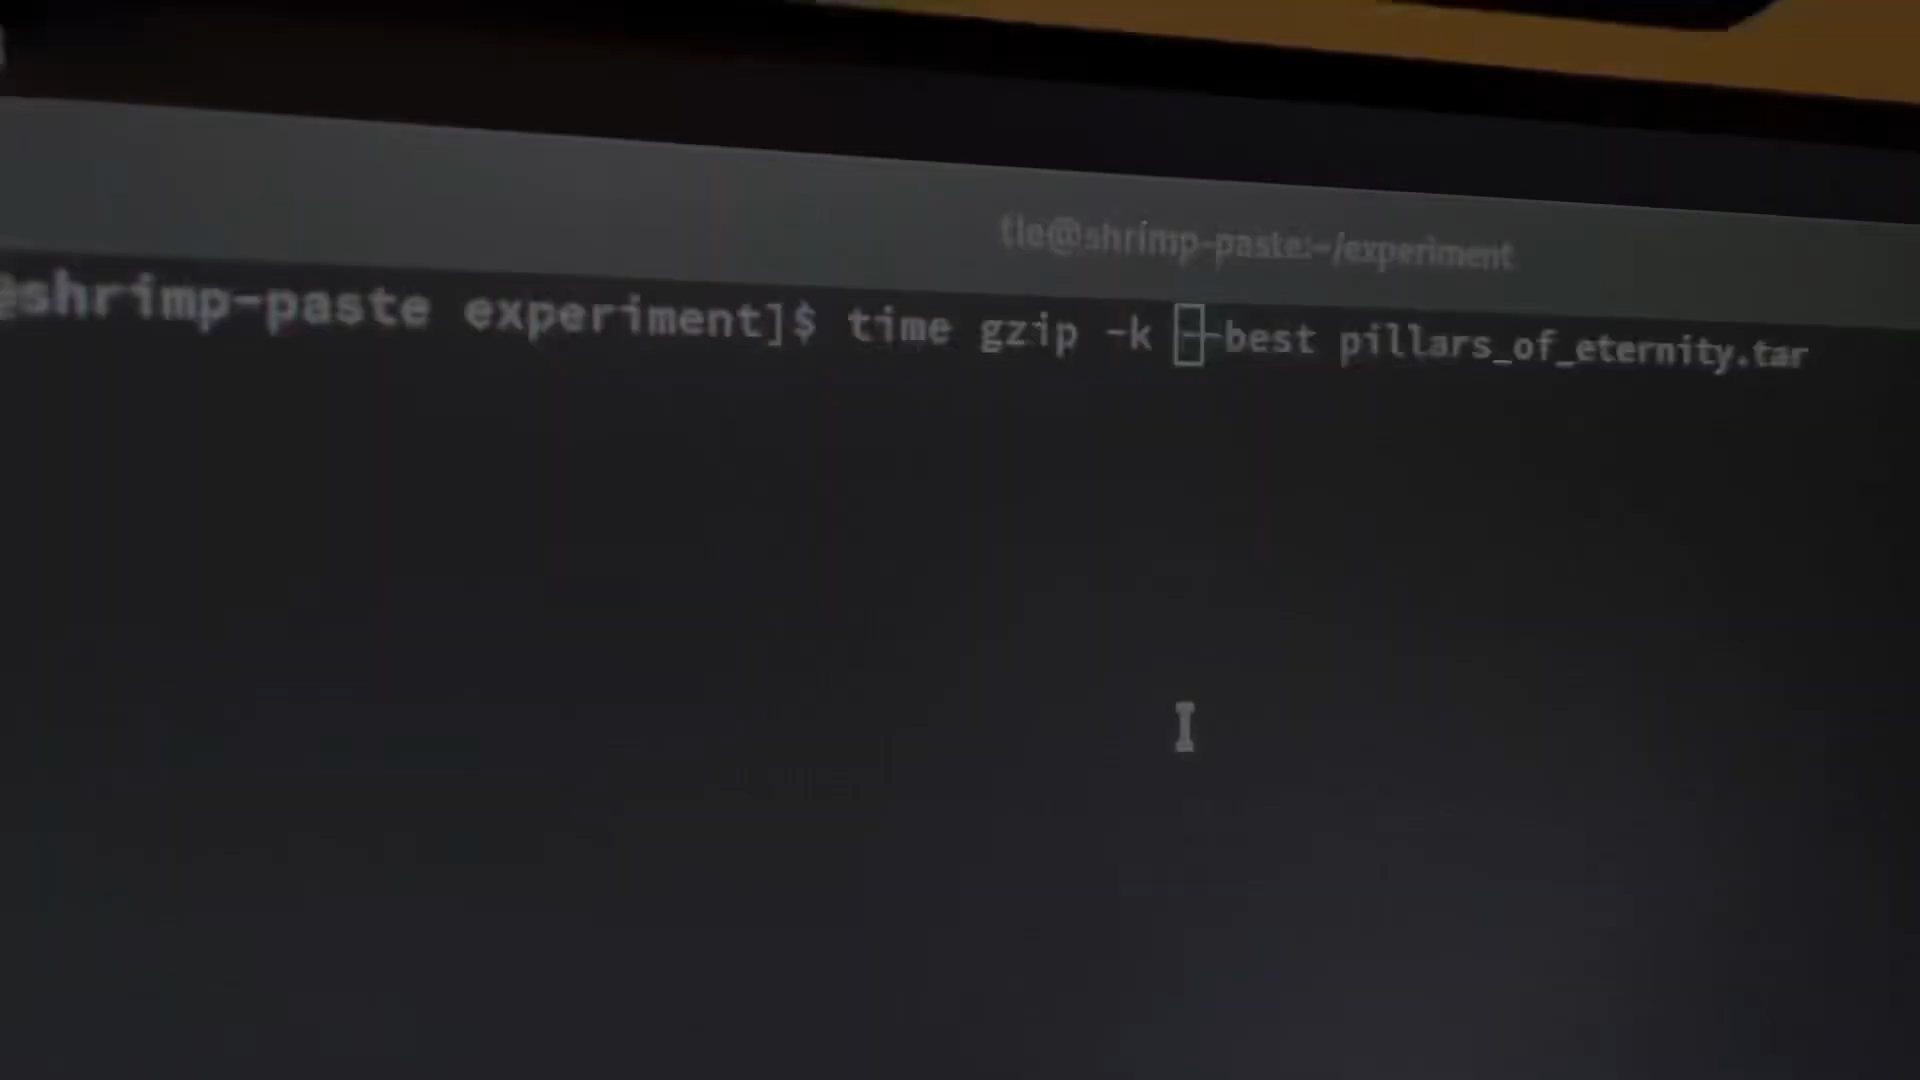 tle@shrimp-paste:~/experiment
@shrimp-paste experiment]$ time gzip -k --best pillars_of_eternity.tar